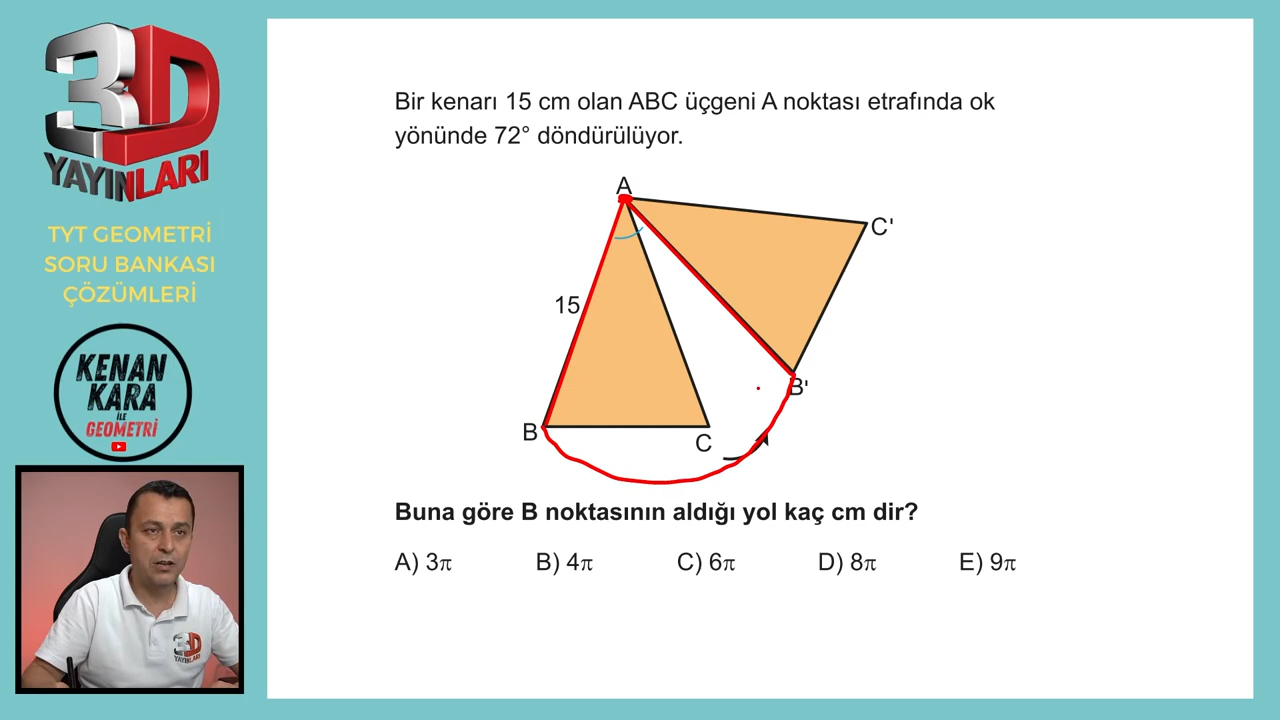 3D
YAYINLARI
TYT GEOMETRİ
SORU BANKASI
ÇÖZÜMLERİ
KENAN
KARA
İLE
GEOMETRİ
3D
YAYINLARI
Bir kenarı 15 cm olan ABC üçgeni A noktası etrafında ok
yönünde 72° döndürülüyor.
A
C'
15
B'
B
C
Buna göre B noktasının aldığı yol kaç cm dir?
A) 3π B) 4π C) 6π D) 8π E) 9π